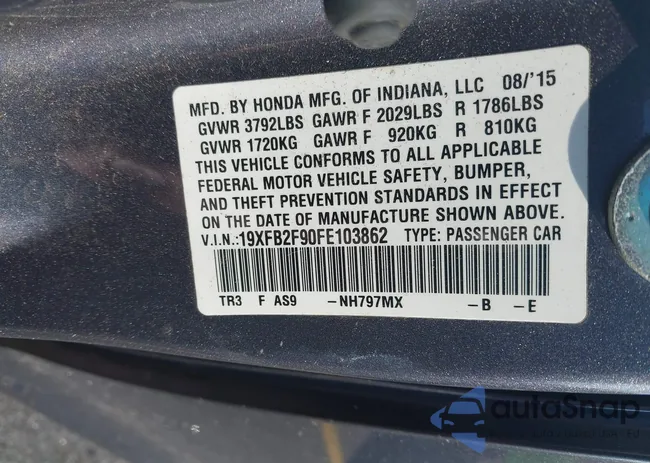 MFD. BY HONDA MFG. OF INDIANA, LLC 08/'15
GVWR 3792LBS GAWR F 2029LBS R 1786LBS
GVWR 1720KG GAWR F 920KG R 810KG
THIS VEHICLE CONFORMS TO ALL APPLICABLE
FEDERAL MOTOR VEHICLE SAFETY, BUMPER,
AND THEFT PREVENTION STANDARDS IN EFFECT
ON THE DATE OF MANUFACTURE SHOWN ABOVE.
V.I.N.:19XFB2F90FE103862 TYPE: PASSENGER CAR
TR3 F AS9 -NH797MX -B -E
autoSnap